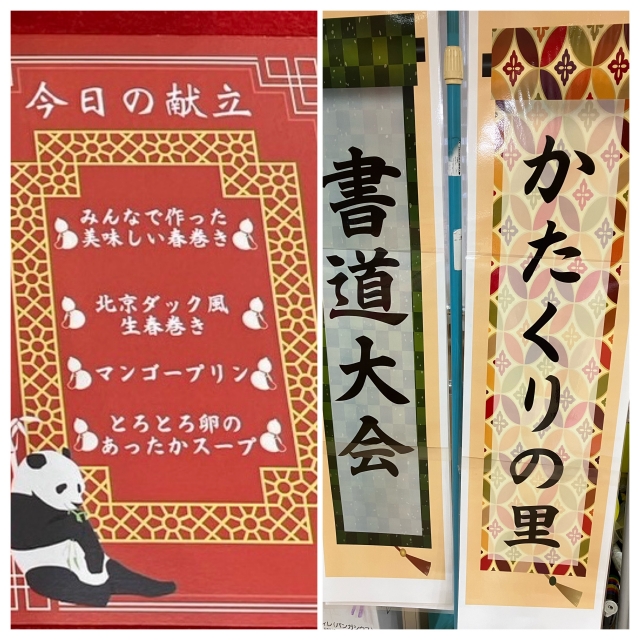 今日の献立
みんなで作った
美味しい春巻き
北京ダック風
生春巻き
マンゴープリン
とろとろ卵の
あったかスープ
書道大会
かたくりの里